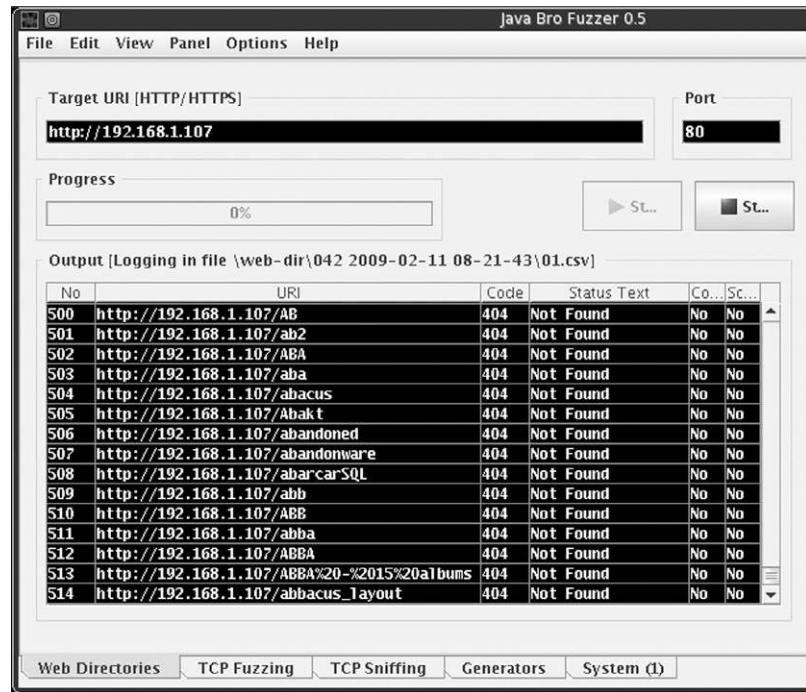 Java Bro Fuzzer 0.5
File Edit View Panel Options Help
Target URI [HTTP/HTTPS]
Port
http://192.168.1.107
80
Progress
0%
St...
St...
Output [Logging in file \web-dir\042 2009-02-11 08-21-43\01.csv]
No URI Code Status Text Co... Sc...
500 http://192.168.1.107/AB 404 Not Found No No
501 http://192.168.1.107/ab2 404 Not Found No No
502 http://192.168.1.107/ABA 404 Not Found No No
503 http://192.168.1.107/aba 404 Not Found No No
504 http://192.168.1.107/abacus 404 Not Found No No
505 http://192.168.1.107/Abakt 404 Not Found No No
506 http://192.168.1.107/abandoned 404 Not Found No No
507 http://192.168.1.107/abandonware 404 Not Found No No
508 http://192.168.1.107/abarcarSQL 404 Not Found No No
509 http://192.168.1.107/abb 404 Not Found No No
510 http://192.168.1.107/ABB 404 Not Found No No
511 http://192.168.1.107/abba 404 Not Found No No
512 http://192.168.1.107/ABBA 404 Not Found No No
513 http://192.168.1.107/ABBA%20-%2015%20albums 404 Not Found No No
514 http://192.168.1.107/abbacus_layout 404 Not Found No No
Web Directories TCP Fuzzing TCP Sniffing Generators System (1)